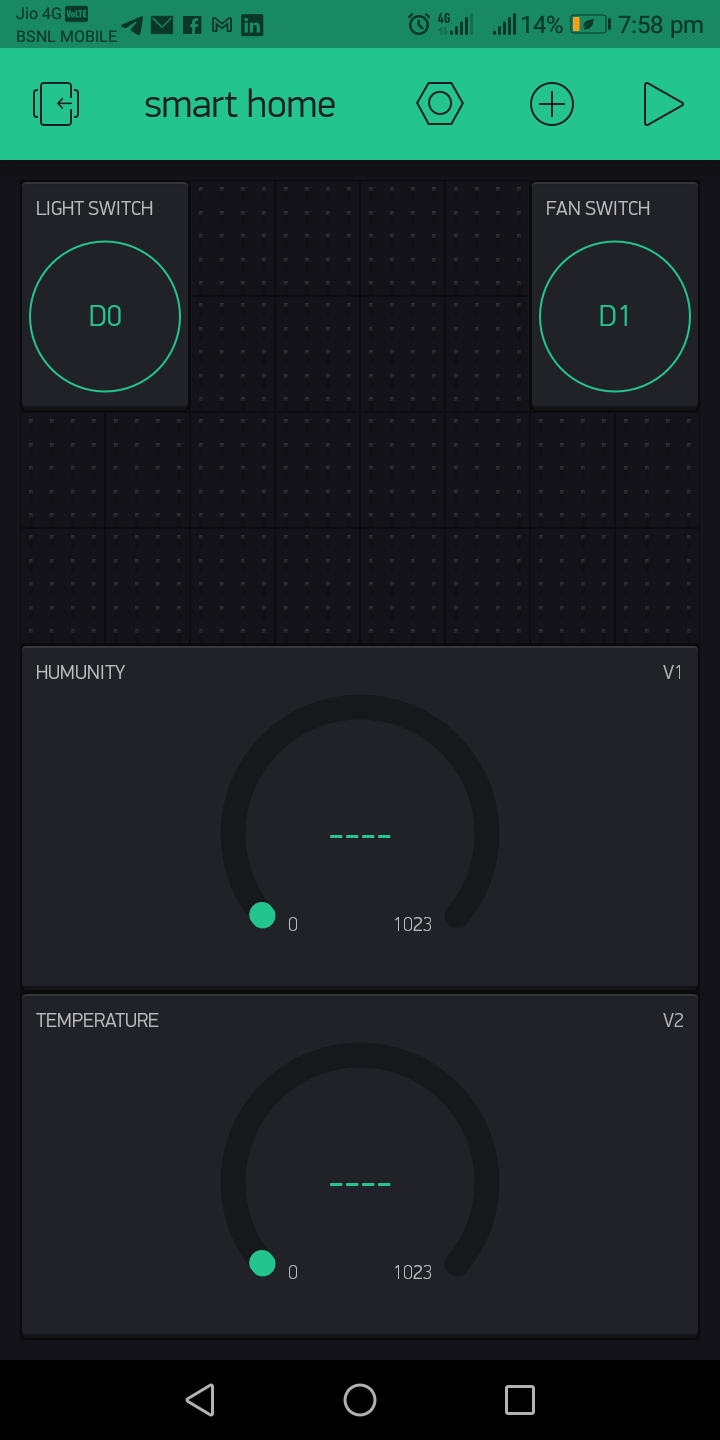 Jio 4G VoLTE
BSNL MOBILE
4G 14% 7:58 pm
smart home
LIGHT SWITCH
D0
FAN SWITCH
D1
HUMUNITY V1
----
0 1023
TEMPERATURE V2
----
0 1023